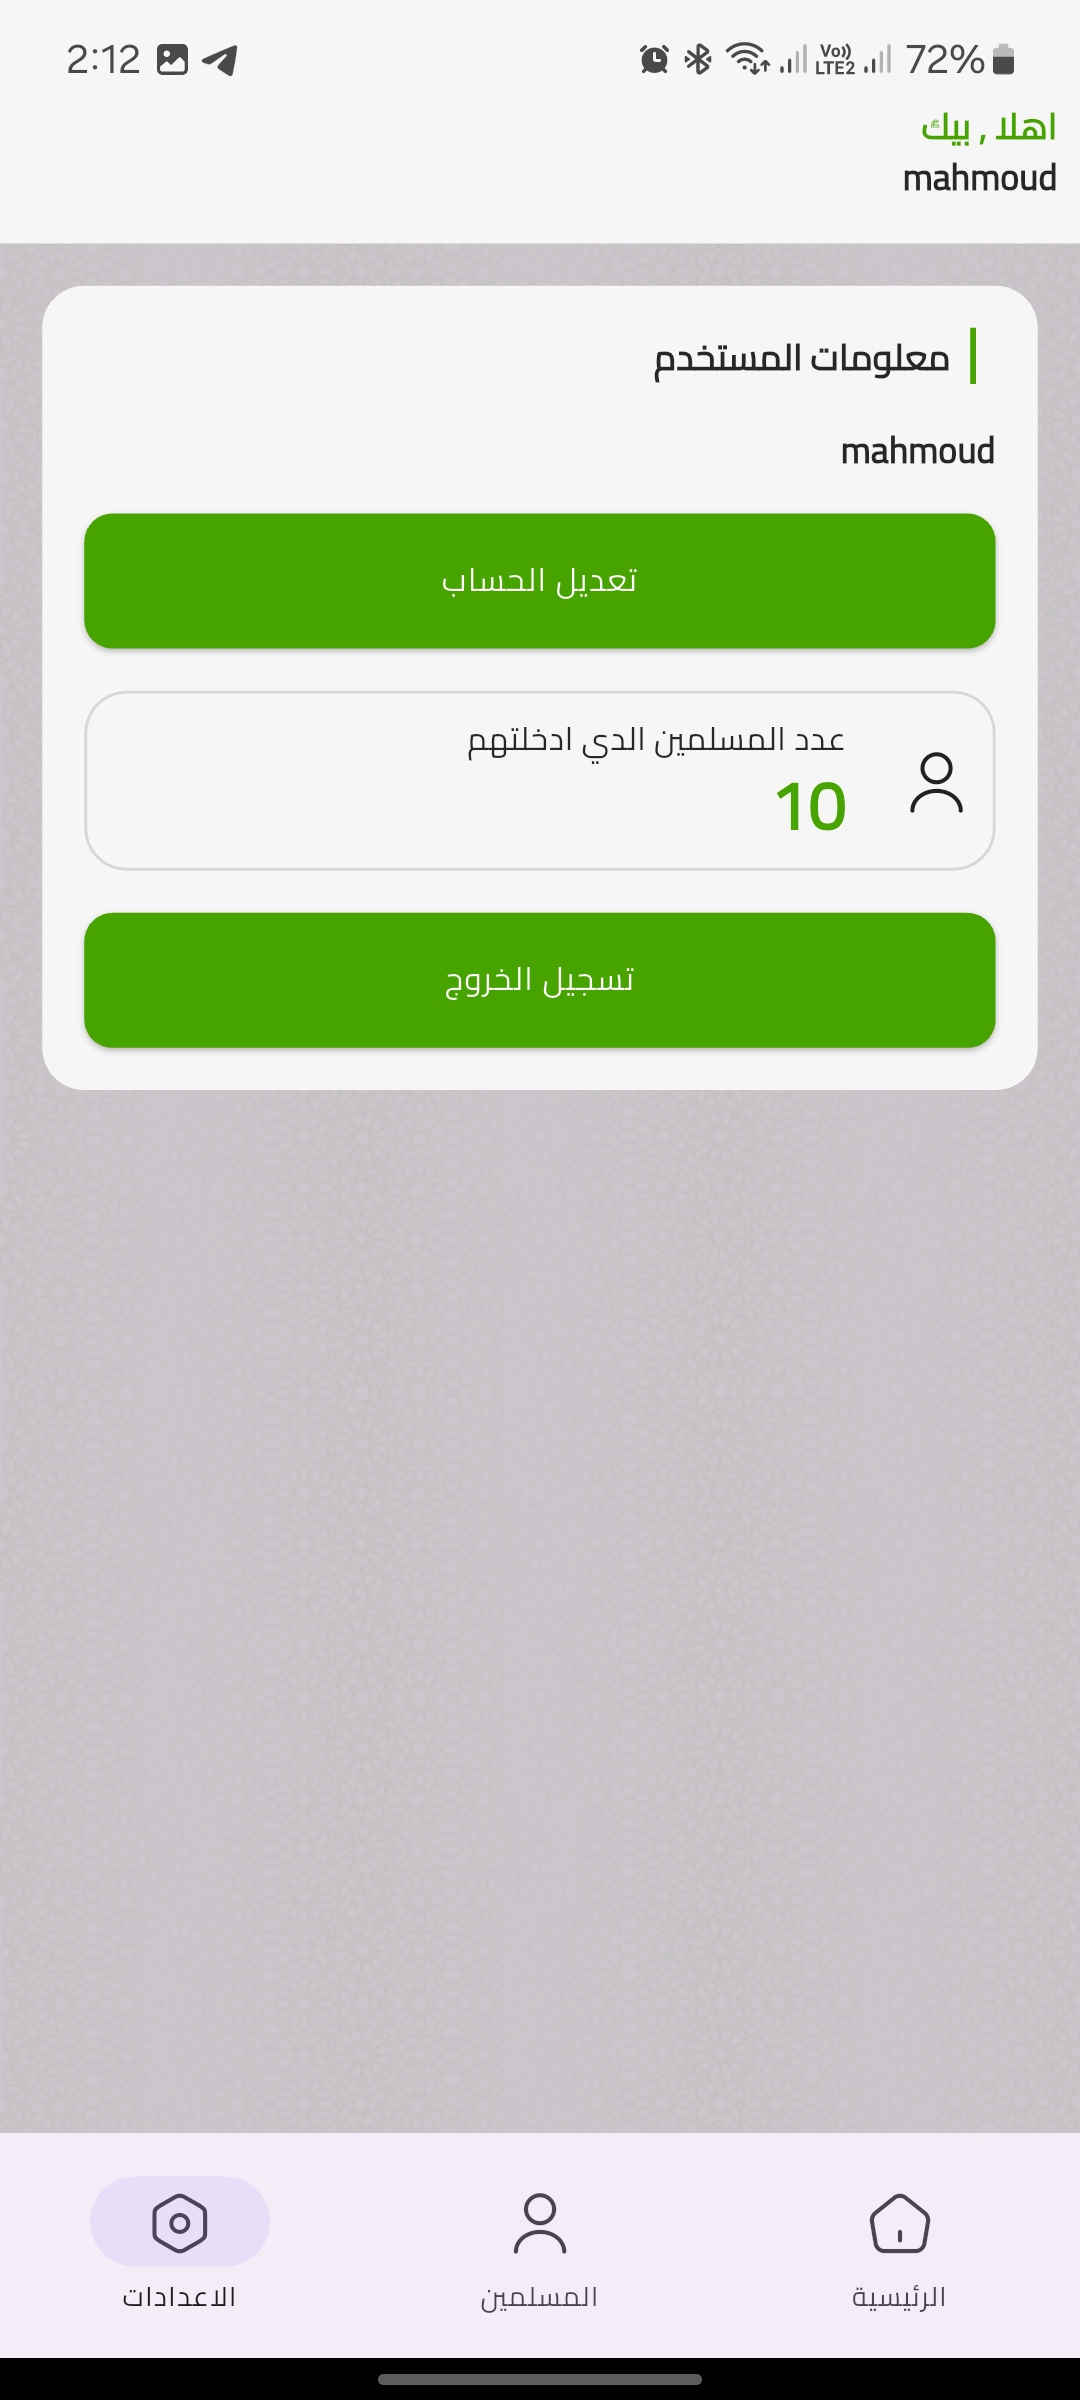 2:12
Vo)) LTE2 72%
اهلا , بيك
mahmoud
معلومات المستخدم
mahmoud
تعديل الحساب
عدد المسلمين الدي ادخلتهم
10
تسجيل الخروج
الرئيسية
المسلمين
الاعدادات